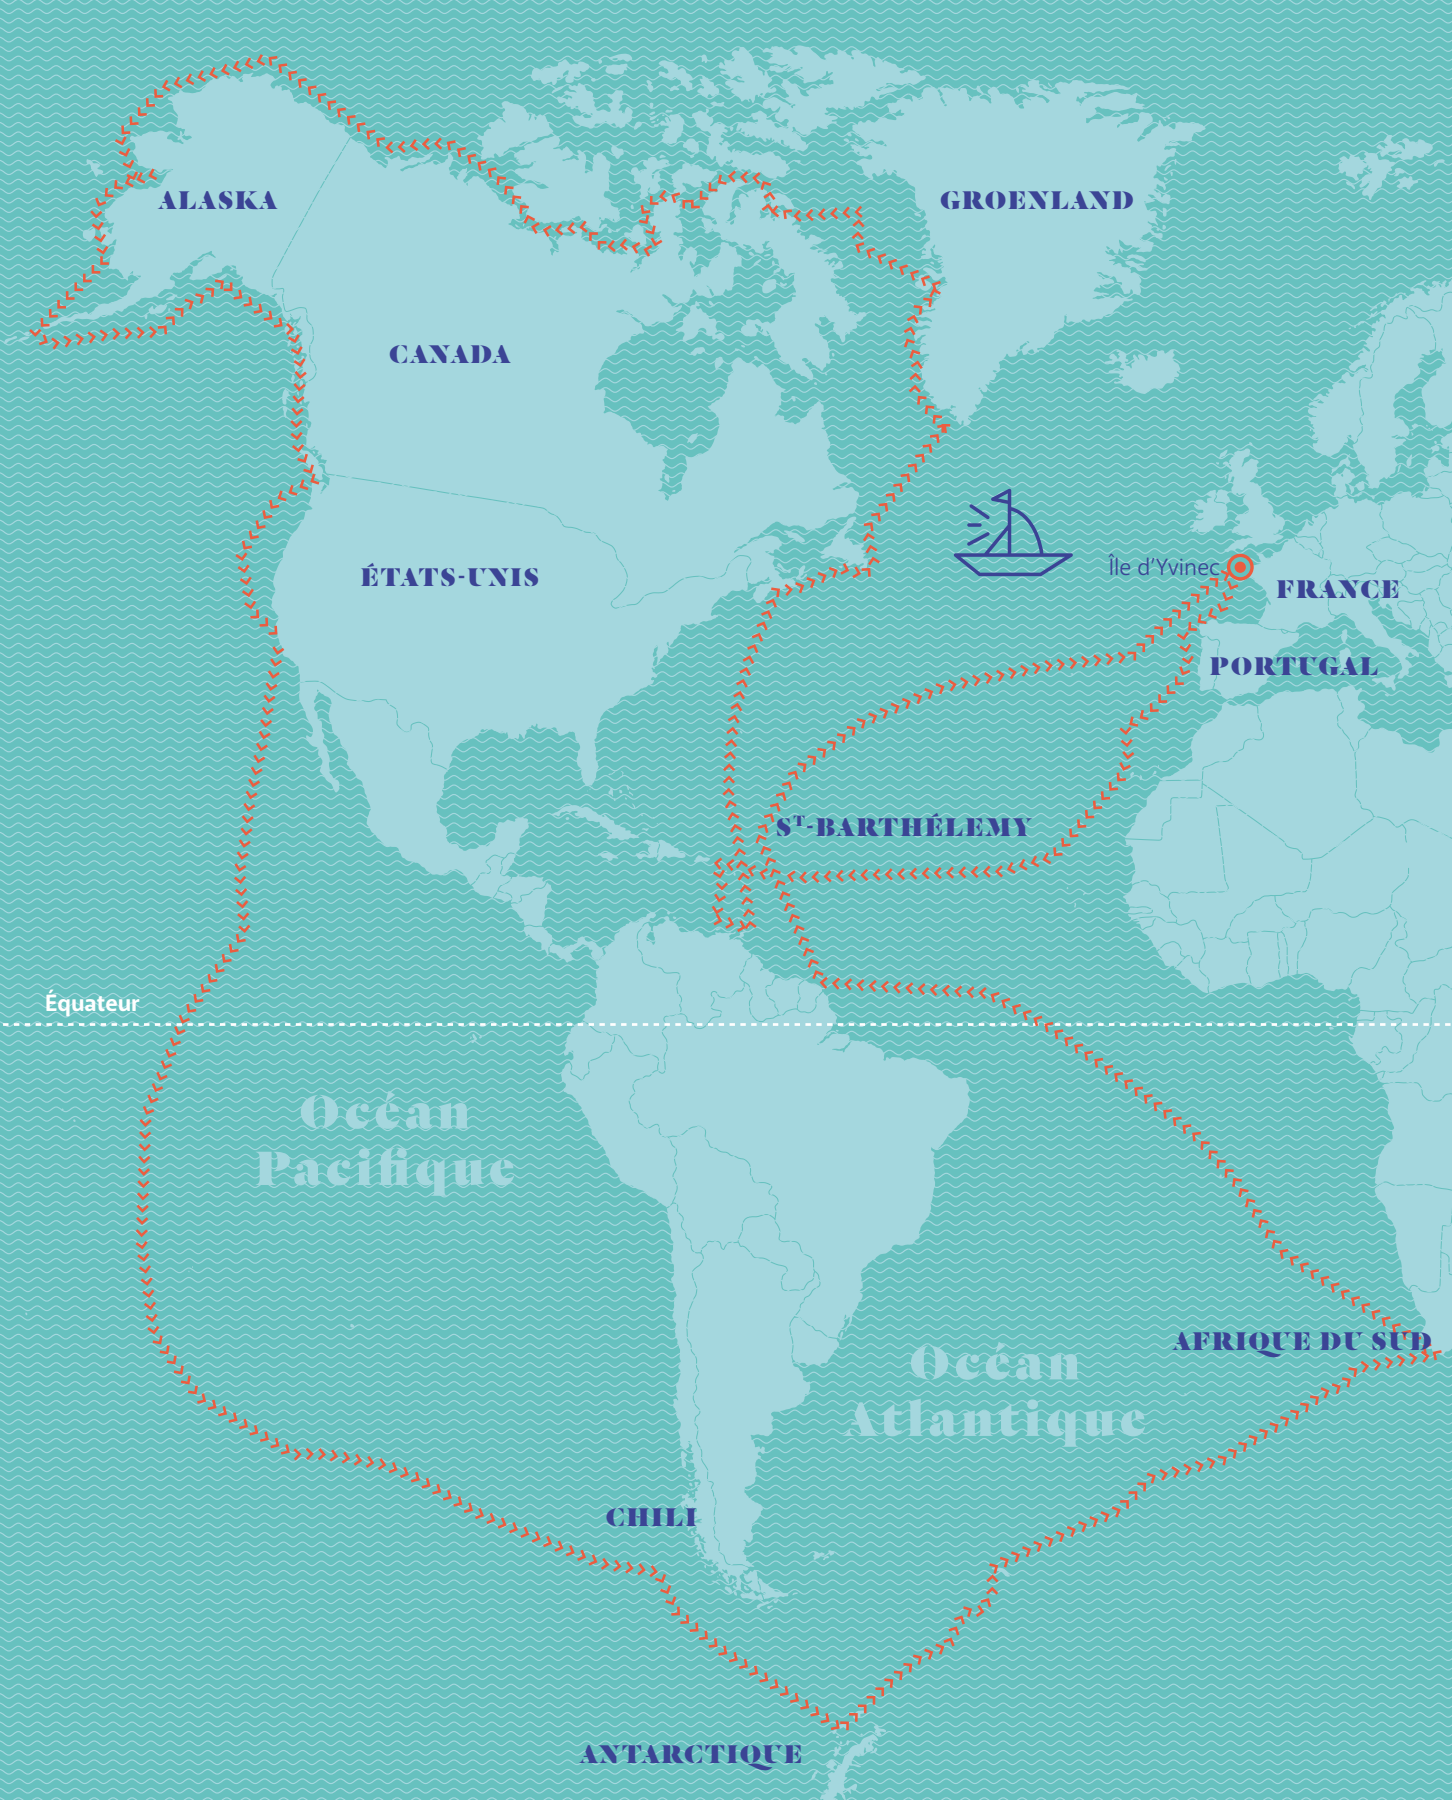 ALASKA
GROENLAND
CANADA
ÉTATS-UNIS
Île d'Yvinec
FRANCE
PORTUGAL
Sᵀ-BARTHÉLEMY
Équateur
Océan
Pacifique
AFRIQUE DU SUD
Océan
Atlantique
CHILI
ANTARCTIQUE